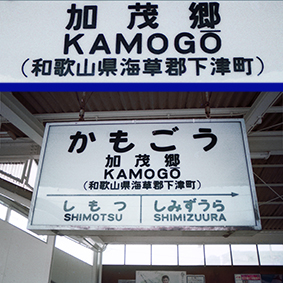 加茂郷
KAMOGŌ
(和歌山県海草郡下津町)
かもごう
加茂郷
KAMOGŌ
(和歌山県海草郡下津町)
しもつ しみずうら
SHIMOTSU SHIMIZUURA